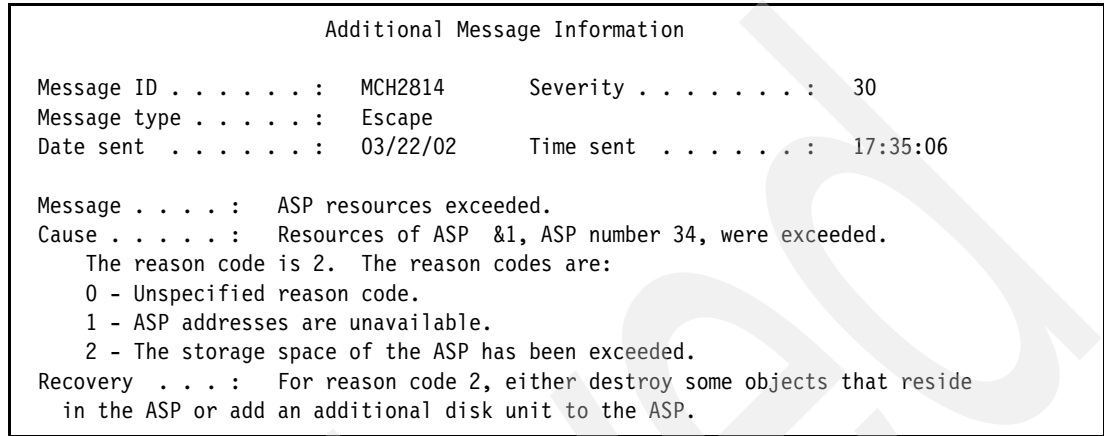 Additional Message Information
Message ID . . . . . . : MCH2814 Severity . . . . . . . : 30
Message type . . . . . : Escape
Date sent . . . . . . : 03/22/02 Time sent . . . . . . : 17:35:06
Message . . . . : ASP resources exceeded.
Cause . . . . . : Resources of ASP &1, ASP number 34, were exceeded.
The reason code is 2. The reason codes are:
0 - Unspecified reason code.
1 - ASP addresses are unavailable.
2 - The storage space of the ASP has been exceeded.
Recovery . . . : For reason code 2, either destroy some objects that reside
in the ASP or add an additional disk unit to the ASP.